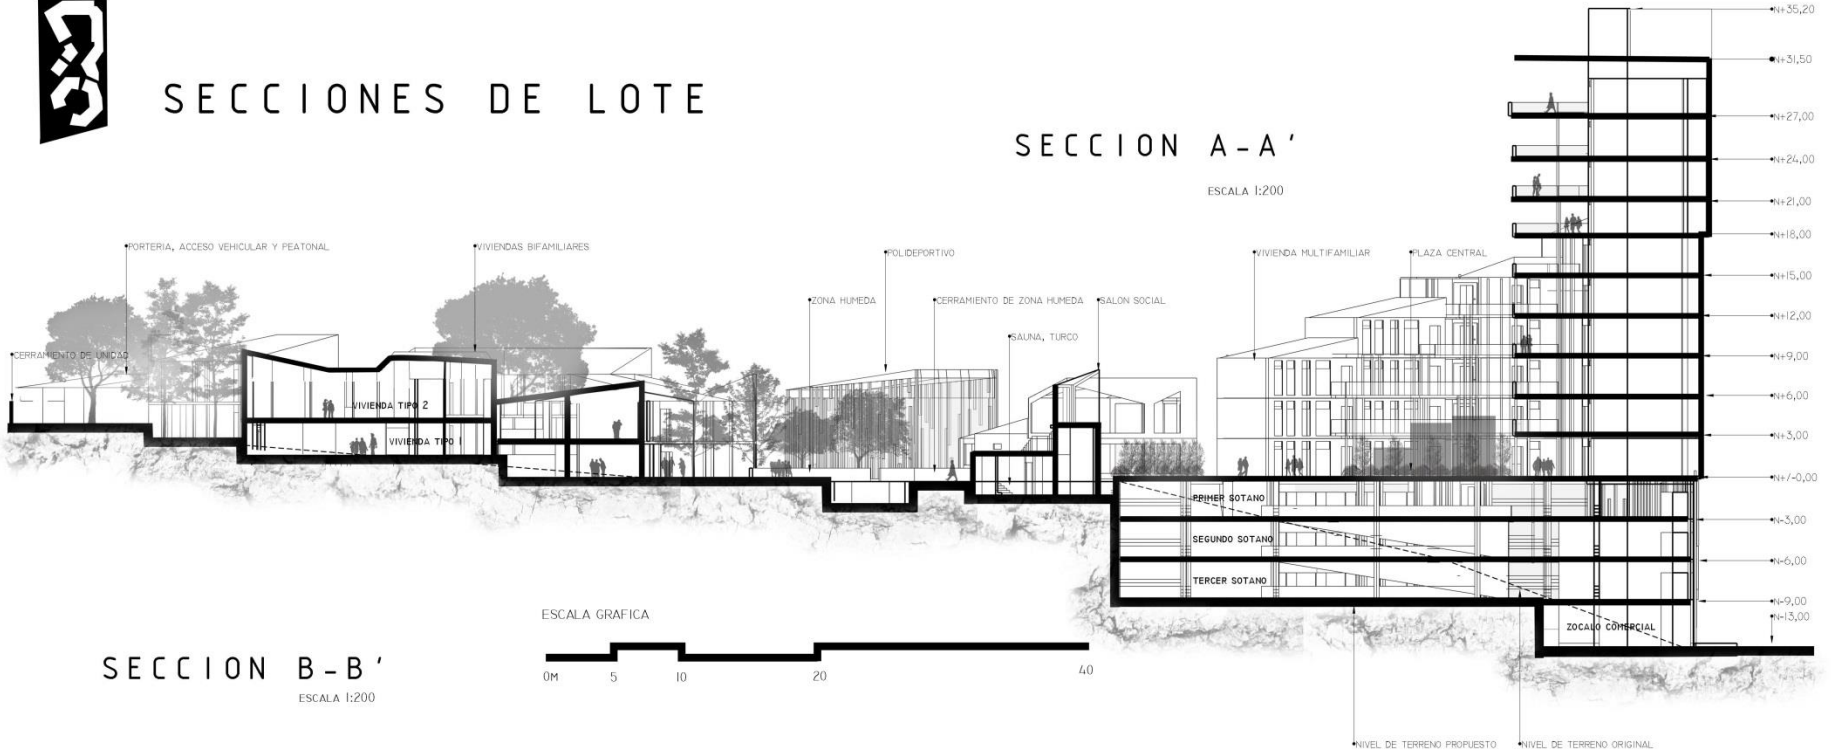 SECCIONES DE LOTE
SECCION A-A'
ESCALA 1:200
PORTERIA, ACCESO VEHICULAR Y PEATONAL
VIVIENDAS BIFAMILIARES
POLIDEPORTIVO
VIVIENDA MULTIFAMILIAR
PLAZA CENTRAL
ZONA HUMEDA
CERRAMIENTO DE ZONA HUMEDA
SALON SOCIAL
SAUNA, TURCO
CERRAMIENTO DE UNIDAD
VIVIENDA TIPO 2
VIVIENDA TIPO 1
N+35,20
N+31,50
N+27,00
N+24,00
N+21,00
N+18,00
N+15,00
N+12,00
N+9,00
N+6,00
N+3,00
N+7-0,00
N-3,00
N-6,00
N-9,00
N-13,00
PRIMER SOTANO
SEGUNDO SOTANO
TERCER SOTANO
ZOCALO COMERCIAL
ESCALA GRAFICA
0M 5 10 20 40
SECCION B-B'
ESCALA 1:200
NIVEL DE TERRENO PROPUESTO
NIVEL DE TERRENO ORIGINAL